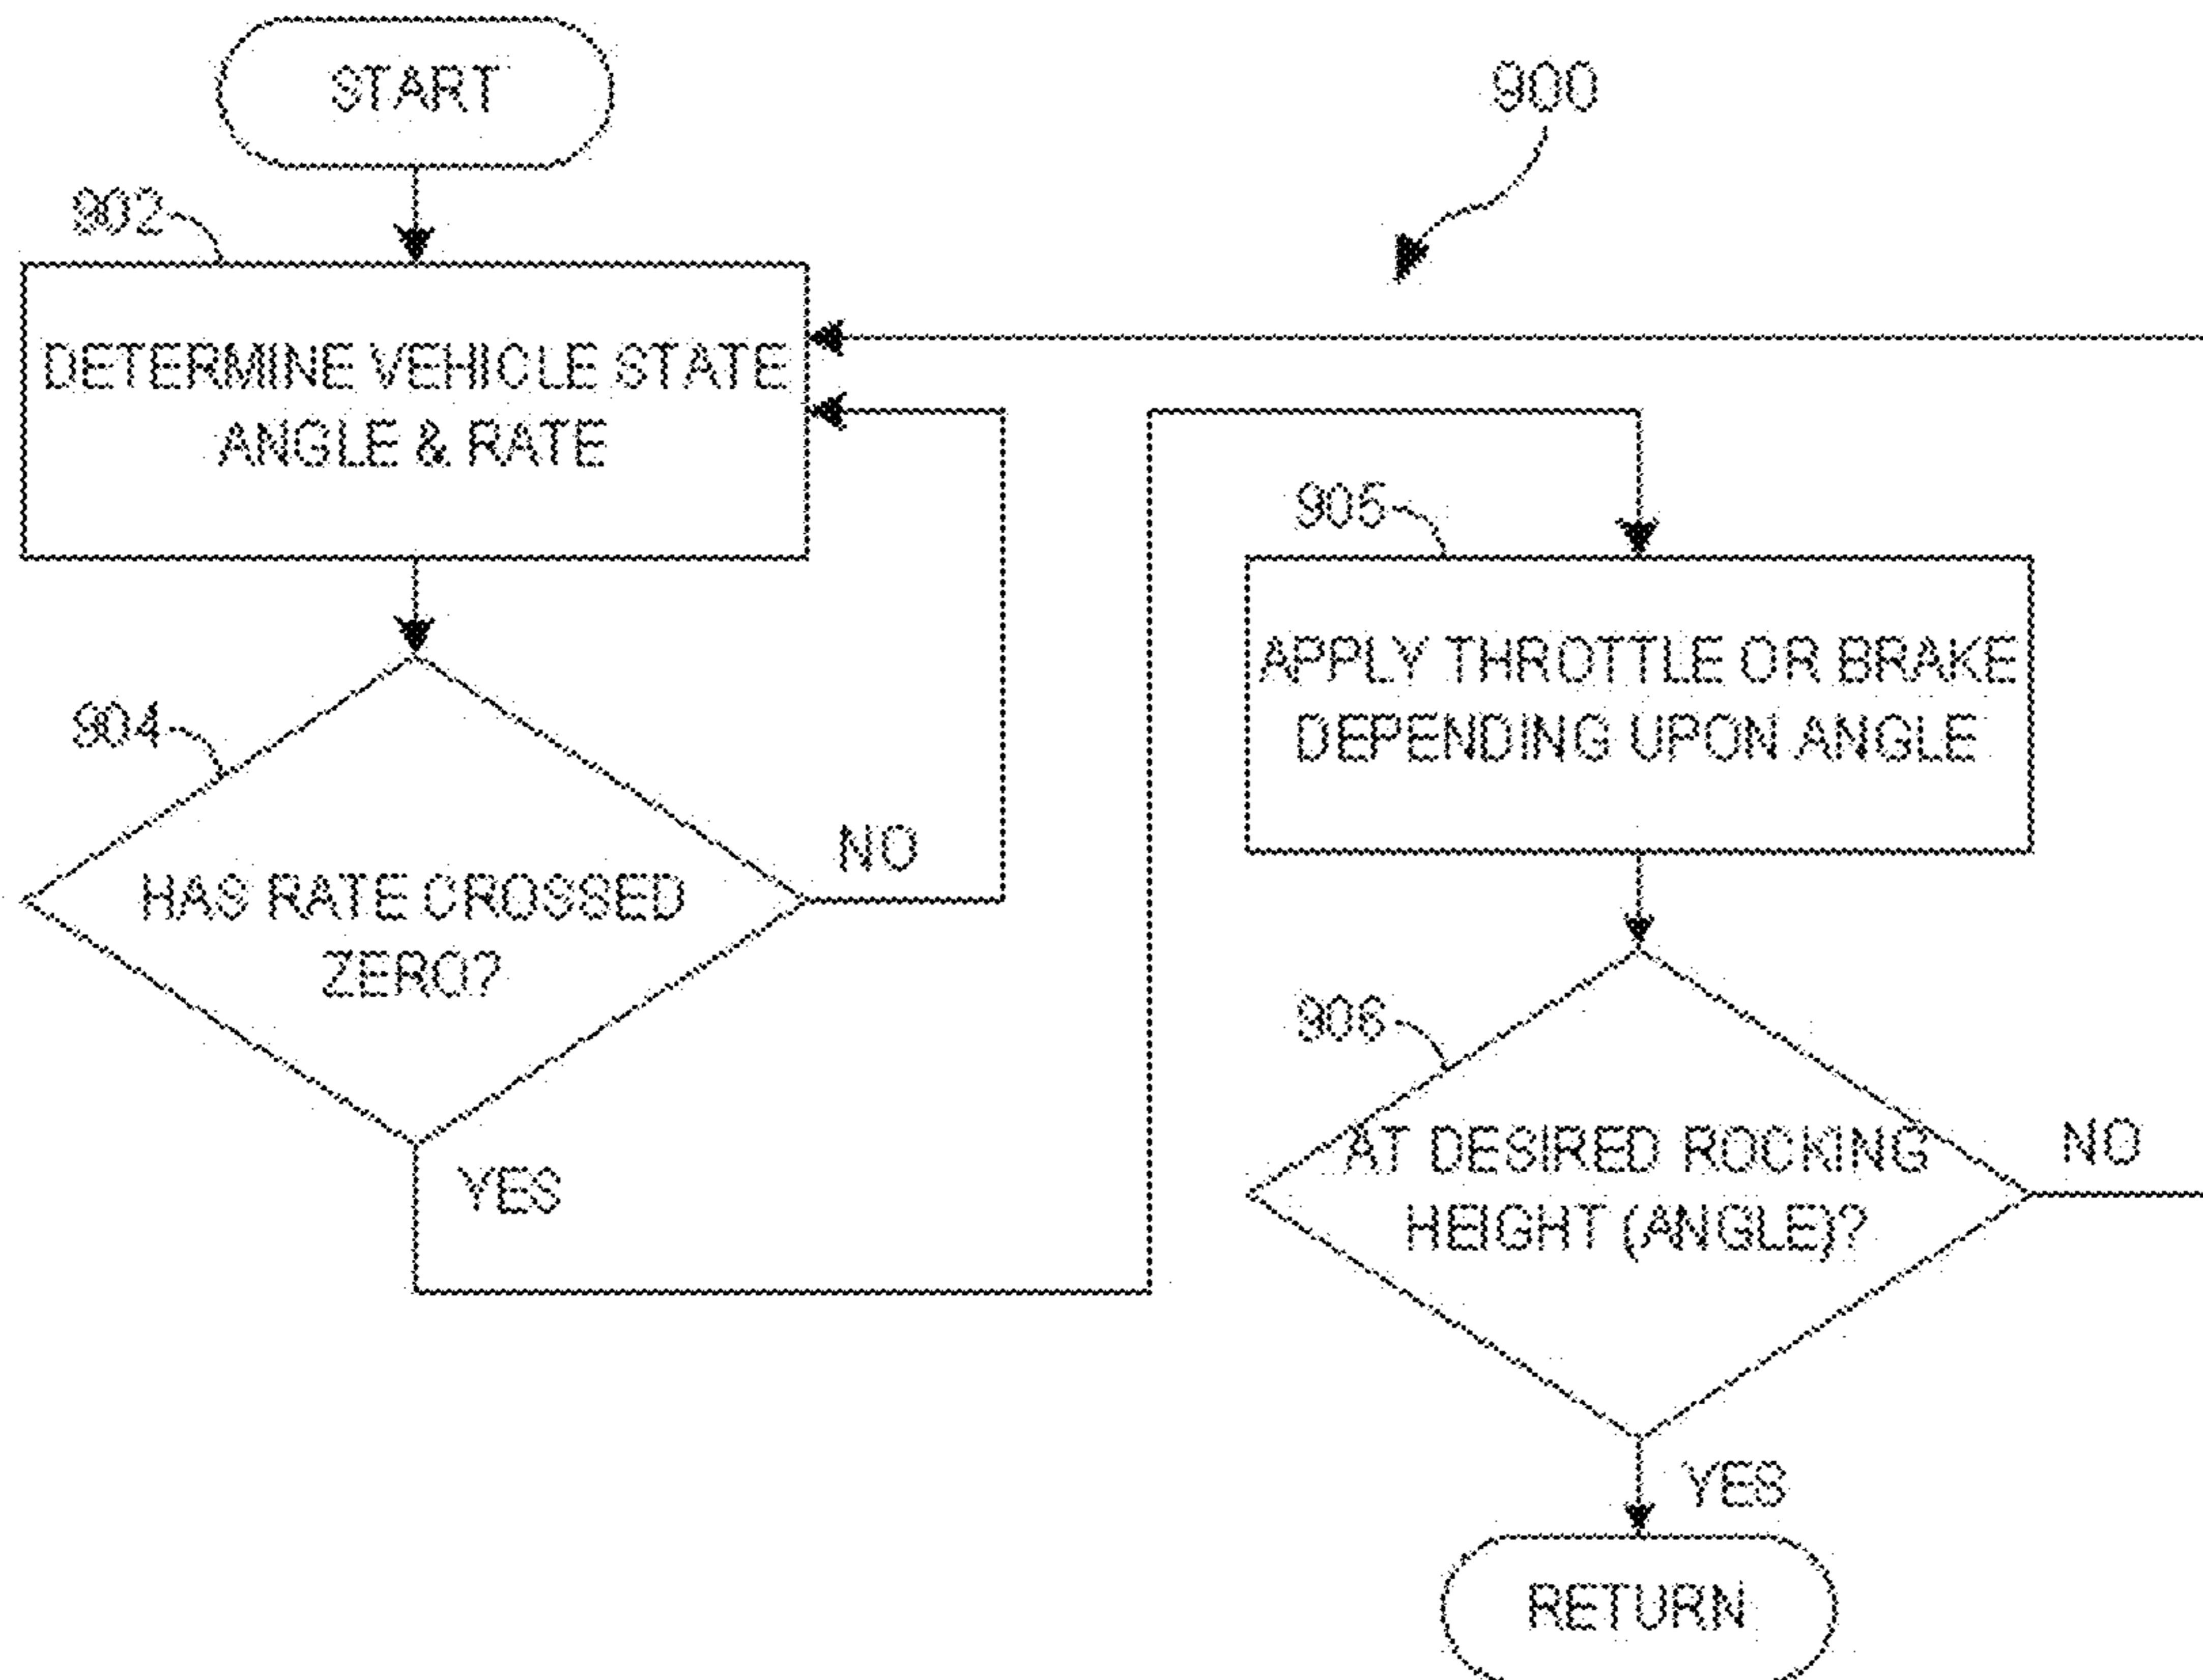 START
900
902
DETERMINE VEHICLE STATE
ANGLE & RATE
904
HAS RATE CROSSED
ZERO?
NO
YES
905
APPLY THROTTLE OR BRAKE
DEPENDING UPON ANGLE
906
AT DESIRED ROCKING
HEIGHT (ANGLE)?
NO
YES
RETURN